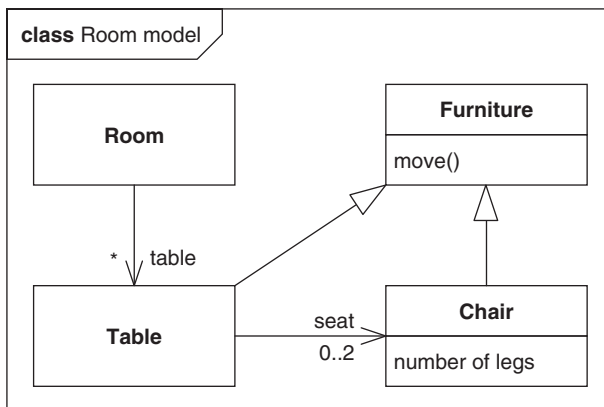 class Room model
Room
Furniture
move()
* table
Table
seat
0..2
Chair
number of legs